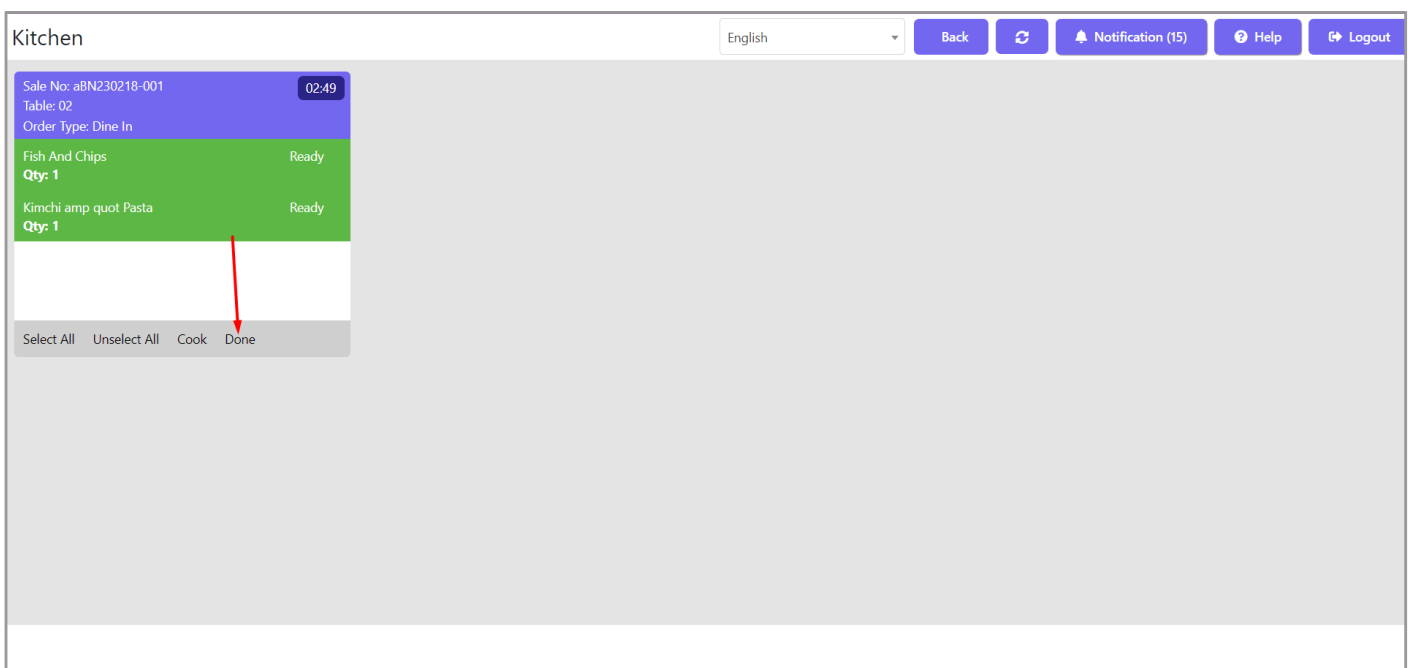 Kitchen
English
Back
Notification (15)
Help
Logout
Sale No: aBN230218-001
02:49
Table: 02
Order Type: Dine In
Fish And Chips Ready
Qty: 1
Kimchi amp quot Pasta Ready
Qty: 1
Select All Unselect All Cook Done